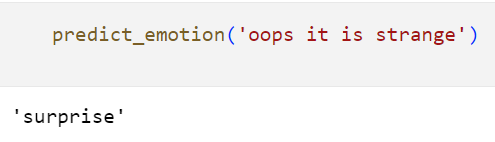 predict_emotion('oops it is strange')
'surprise'